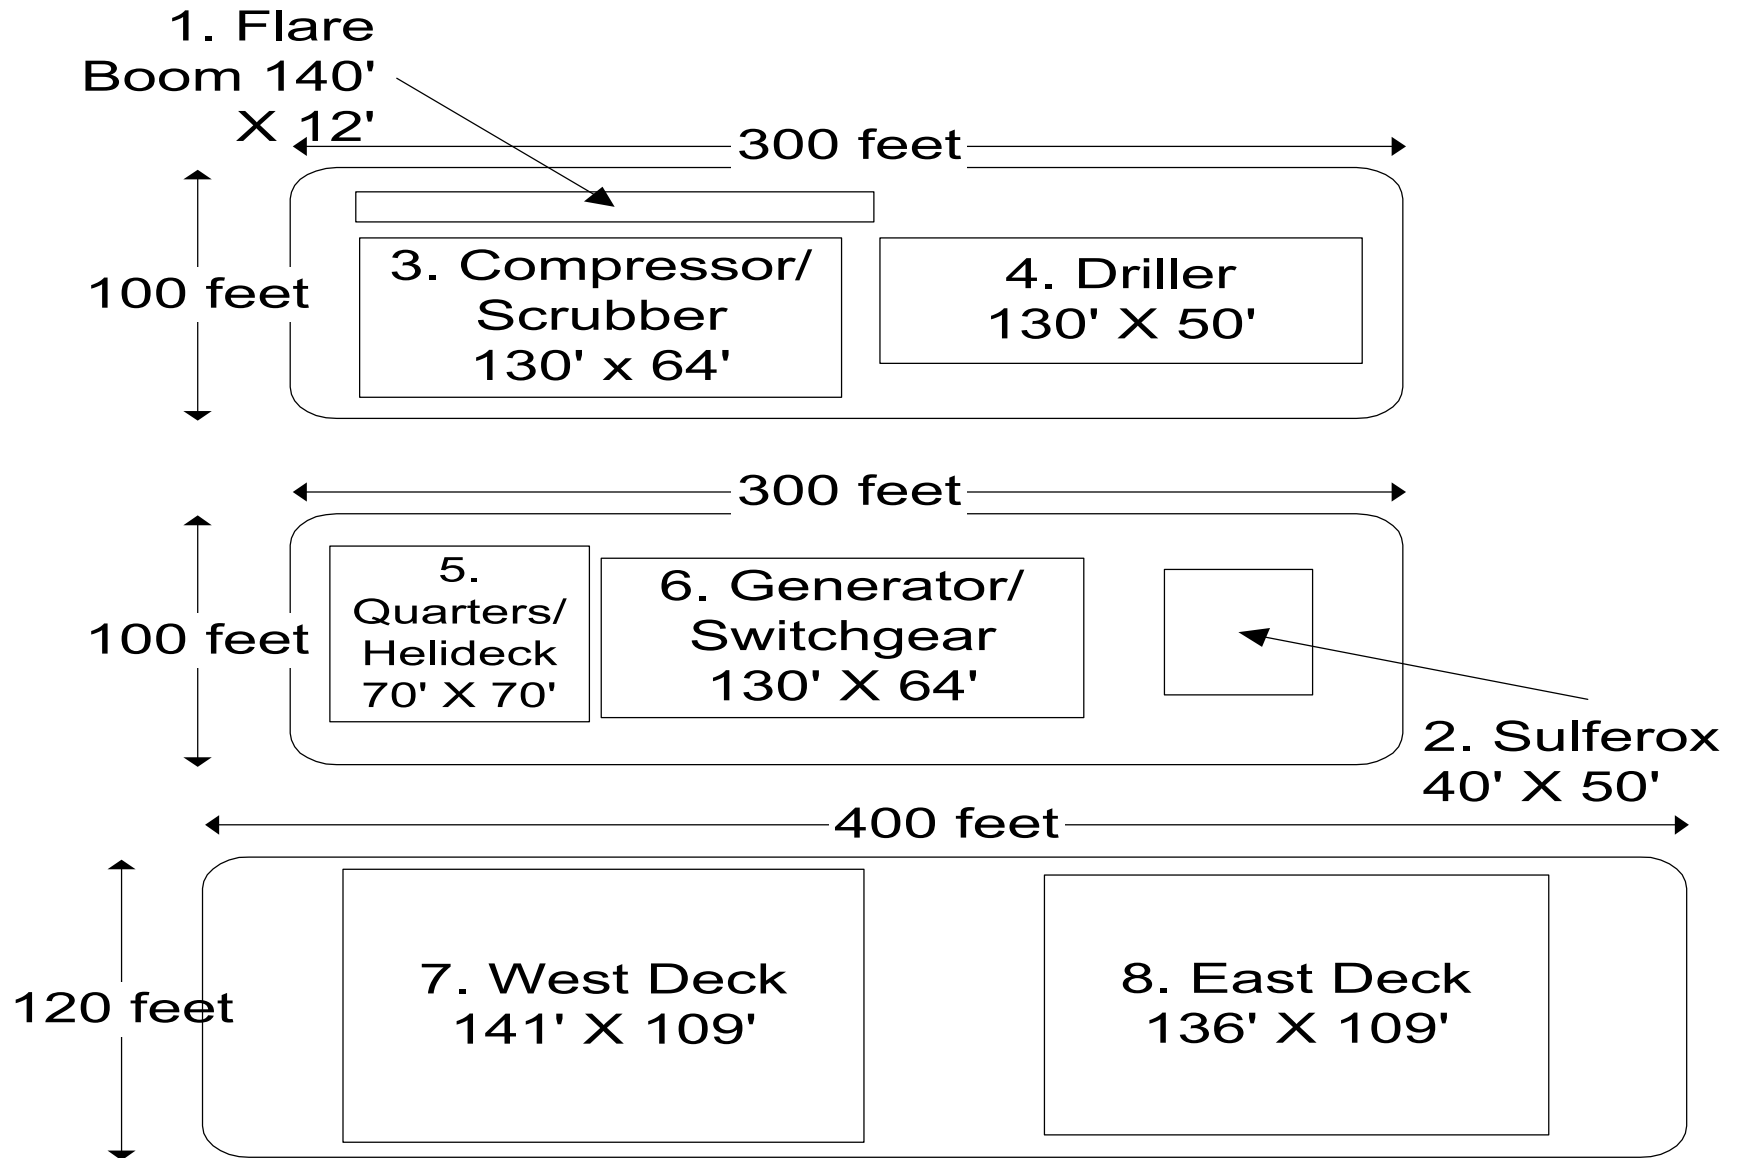 1. Flare
Boom 140'
X 12'
300 feet
100 feet
3. Compressor/
Scrubber
130' x 64'
4. Driller
130' X 50'
300 feet
100 feet
5.
Quarters/
Helideck
70' X 70'
6. Generator/
Switchgear
130' X 64'
2. Sulferox
40' X 50'
400 feet
120 feet
7. West Deck
141' X 109'
8. East Deck
136' X 109'